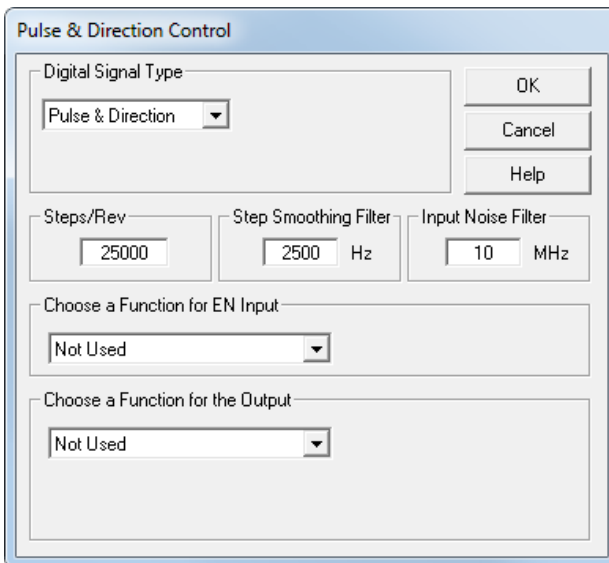 Pulse & Direction Control
Digital Signal Type
Pulse & Direction
OK
Cancel
Help
Steps/Rev
25000
Step Smoothing Filter
2500 Hz
Input Noise Filter
10 MHz
Choose a Function for EN Input
Not Used
Choose a Function for the Output
Not Used